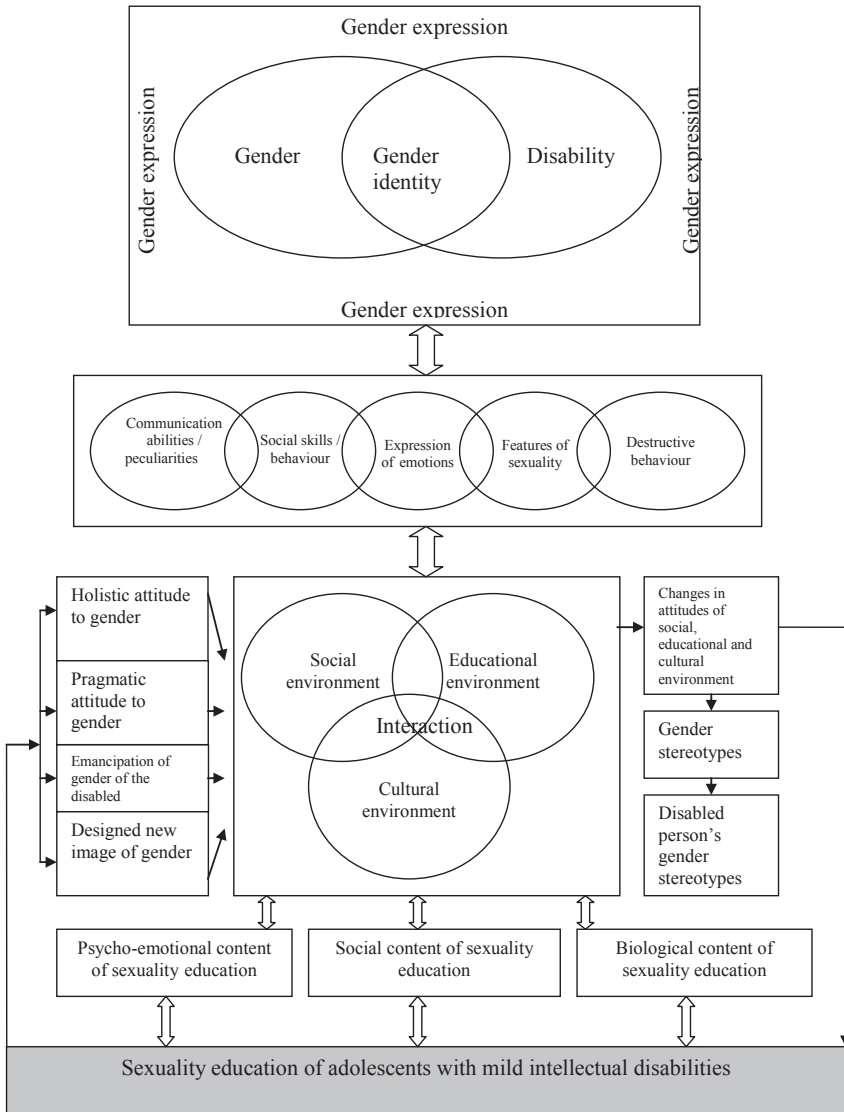 Gender expression
Gender expression
Gender
Gender
identity
Disability
Gender expression
Gender expression
Communication
abilities /
peculiarities
Social skills /
behaviour
Expression
of emotions
Features of
sexuality
Destructive
behaviour
Holistic attitude
to gender
Pragmatic
attitude to
gender
Emancipation of
gender of the
disabled
Designed new
image of gender
Social
environment
Educational
environment
Interaction
Cultural
environment
Changes in
attitudes of
social,
educational and
cultural
environment
Gender
stereotypes
Disabled
person's
gender
stereotypes
Psycho-emotional content
of sexuality education
Social content of sexuality
education
Biological content of
sexuality education
Sexuality education of adolescents with mild intellectual disabilities